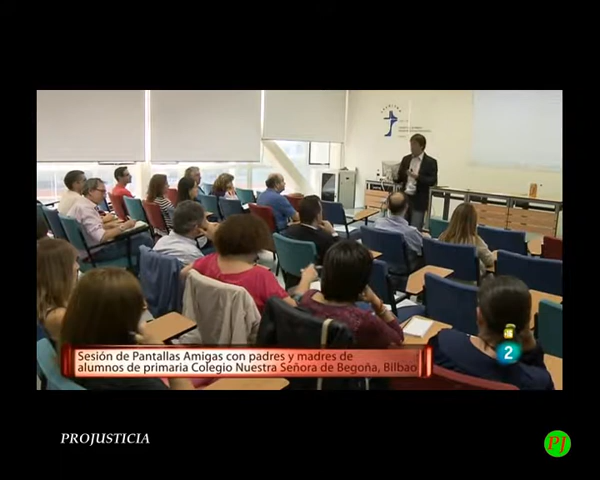 Sesión de Pantallas Amigas con padres y madres de
alumnos de primaria Colegio Nuestra Señora de Begoña, Bilbao
2
PROJUSTICIA
PJ